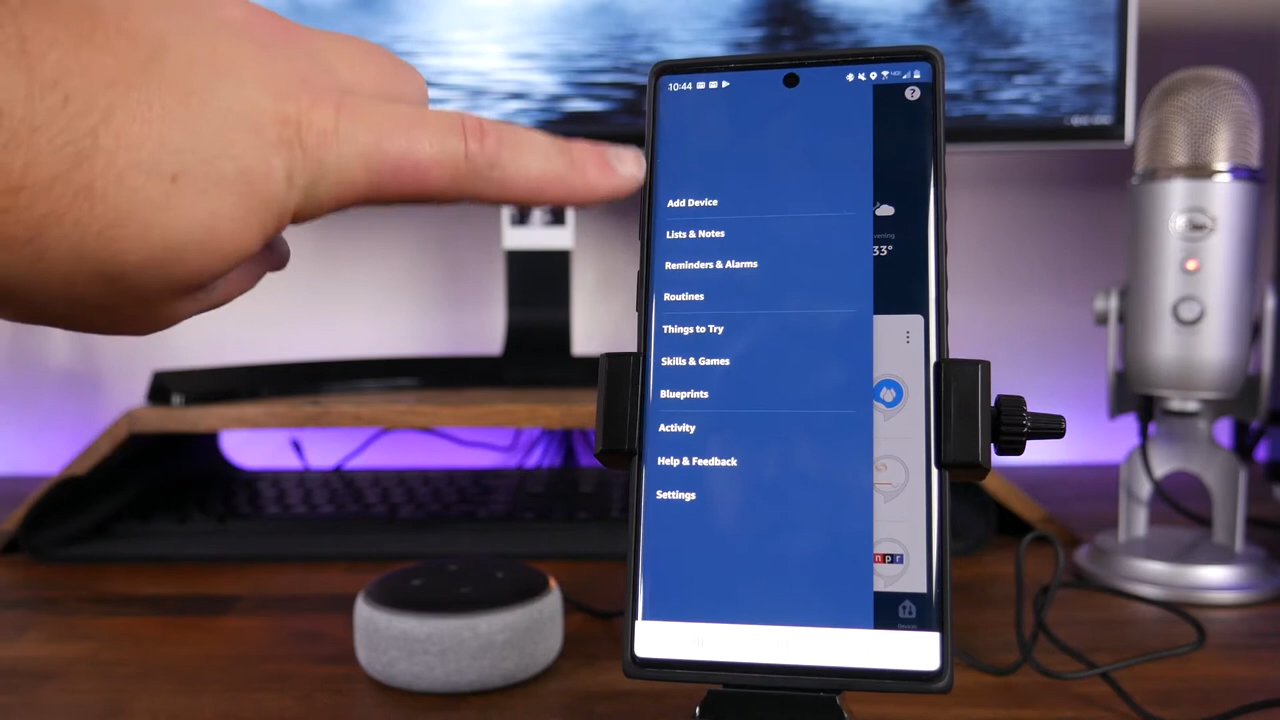 10:44
?
Add Device
33°
Lists & Notes
Reminders & Alarms
Routines
Things to Try
Skills & Games
Blueprints
Activity
Help & Feedback
Settings
npr
Devices